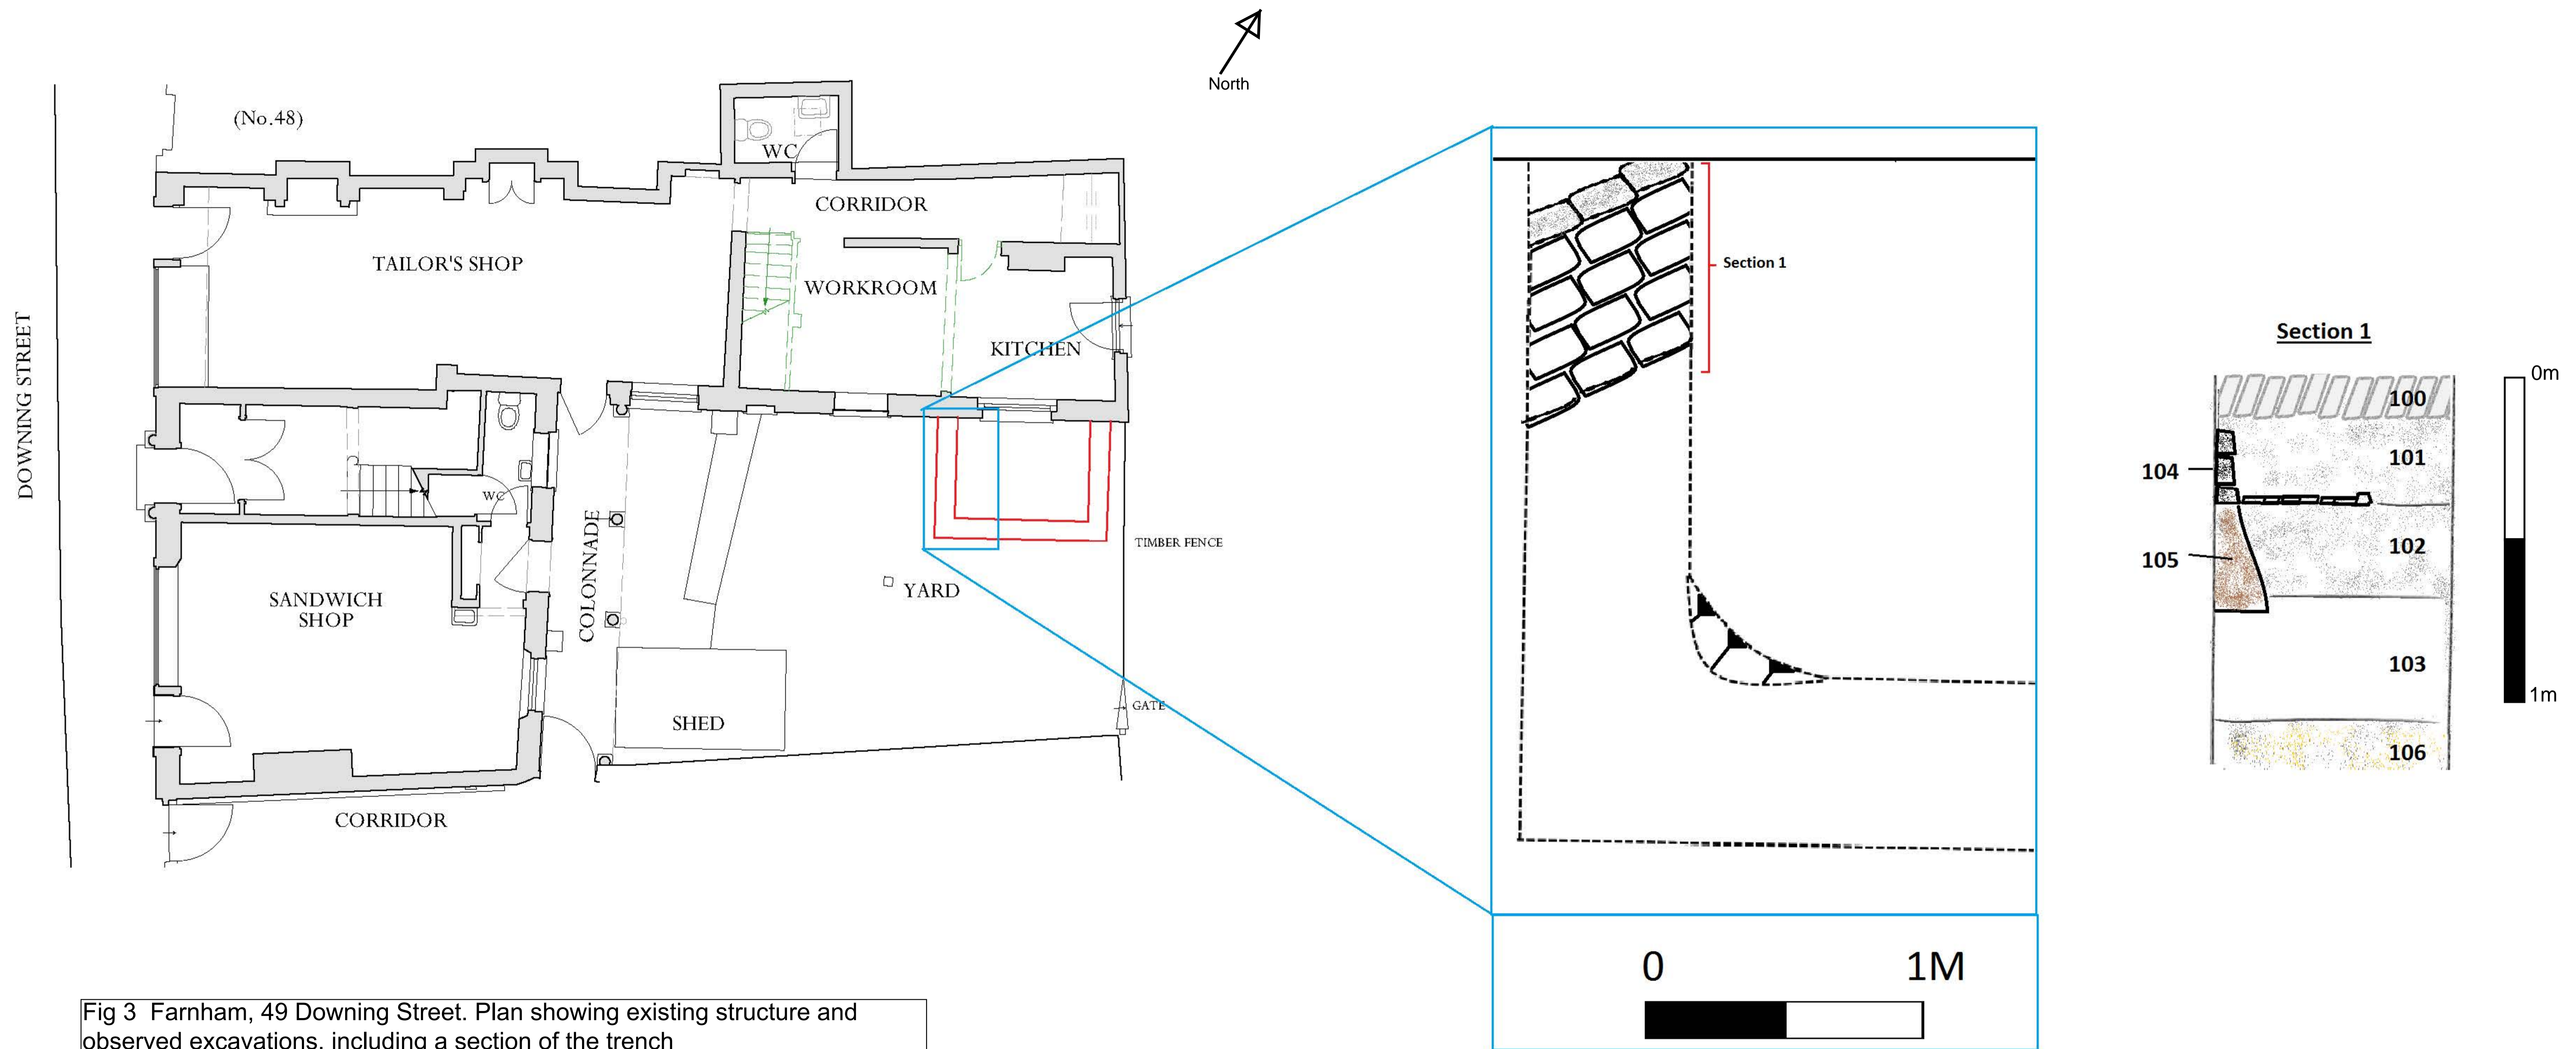 North
(No.48)
WC
CORRIDOR
TAILOR'S SHOP
WORKROOM
KITCHEN
DOWNING STREET
WC
COLONNADE
SANDWICH
SHOP
YARD
TIMBER FENCE
SHED
GATE
CORRIDOR
Section 1
0 1M
Section 1
0m
100
101
104
102
105
103
1m
106
Fig 3 Farnham, 49 Downing Street. Plan showing existing structure and
observed excavations, including a section of the trench